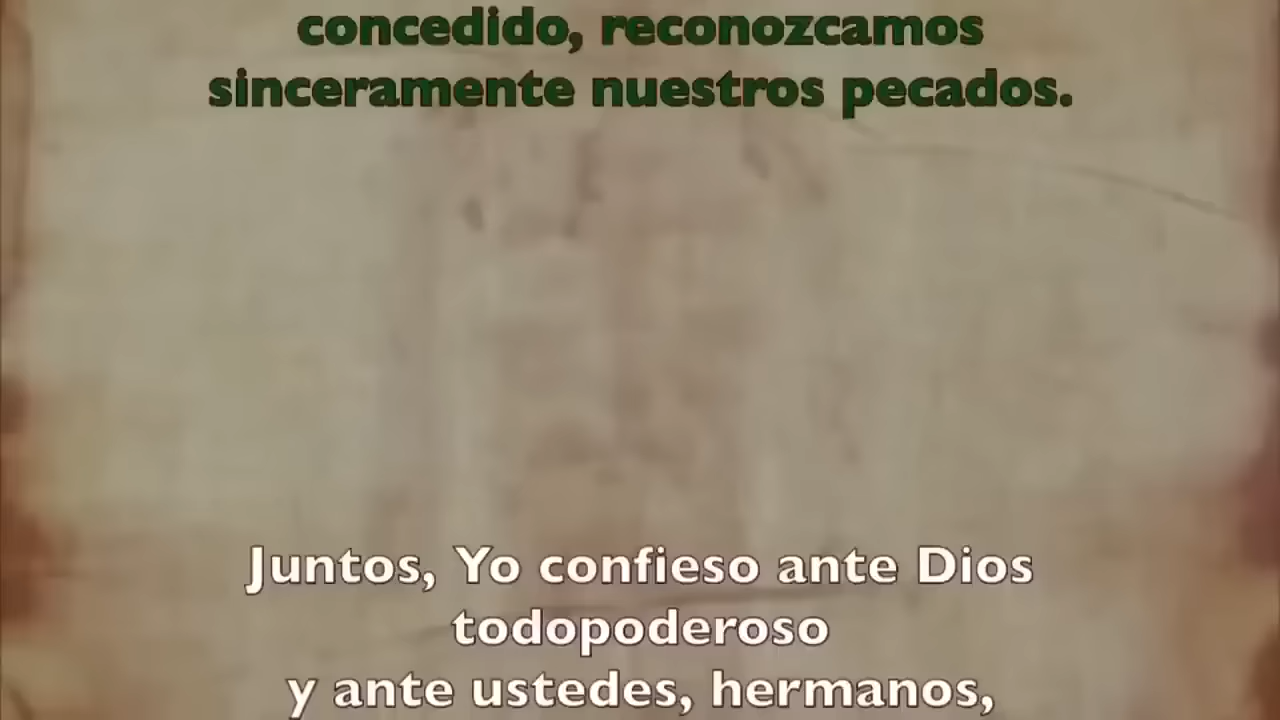 concedido, reconozcamos
sinceramente nuestros pecados.
Juntos, Yo confieso ante Dios
todopoderoso
y ante ustedes, hermanos,